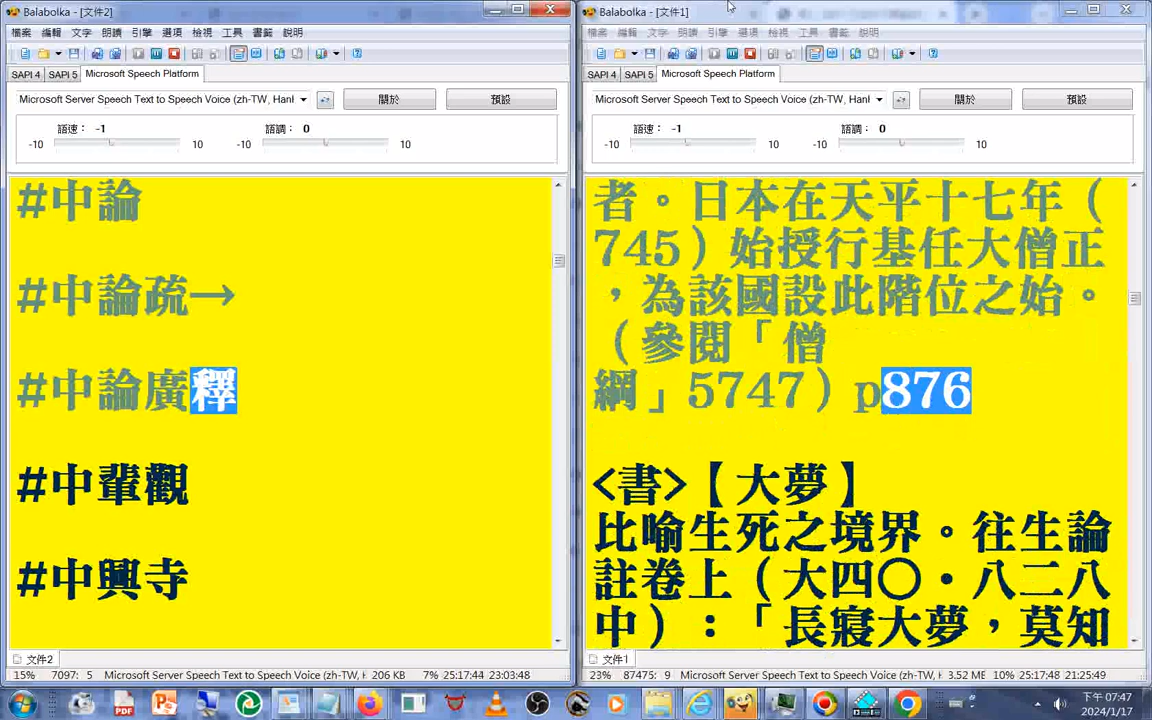 Balabolka - [文件2]
檔案 編輯 文字 朗讀 引擎 選項 檢視 工具 書籤 說明
SAPI 4 SAPI 5 Microsoft Speech Platform
Microsoft Server Speech Text to Speech Voice (zh-TW, Hanl
關於
預設
語速： -1
語調： 0
-10 10 -10 10
#中論
#中論疏→
#中論廣釋
#中輩觀
#中興寺
文件2
15% 7097: 5 Microsoft Server Speech Text to Speech Voice (zh-TW, H 206 KB 7% 25:17:44 23:03:48
Balabolka - [文件1]
檔案 編輯 文字 朗讀 引擎 選項 檢視 工具 書籤 說明
SAPI 4 SAPI 5 Microsoft Speech Platform
Microsoft Server Speech Text to Speech Voice (zh-TW, Hanl
關於
預設
語速： -1
語調： 0
-10 10 -10 10
者。日本在天平十七年（
745）始授行基任大僧正
，為該國設此階位之始。
（參閱「僧
綱」5747）p876
<書>【大夢】
比喻生死之境界。往生論
註卷上（大四〇‧八二八
中）：「長寢大夢，莫知
文件1
23% 87475: 9 Microsoft Server Speech Text to Speech Voice (zh-TW, H 3.52 ME 10% 25:17:48 21:25:49
下午 07:47
2024/1/17